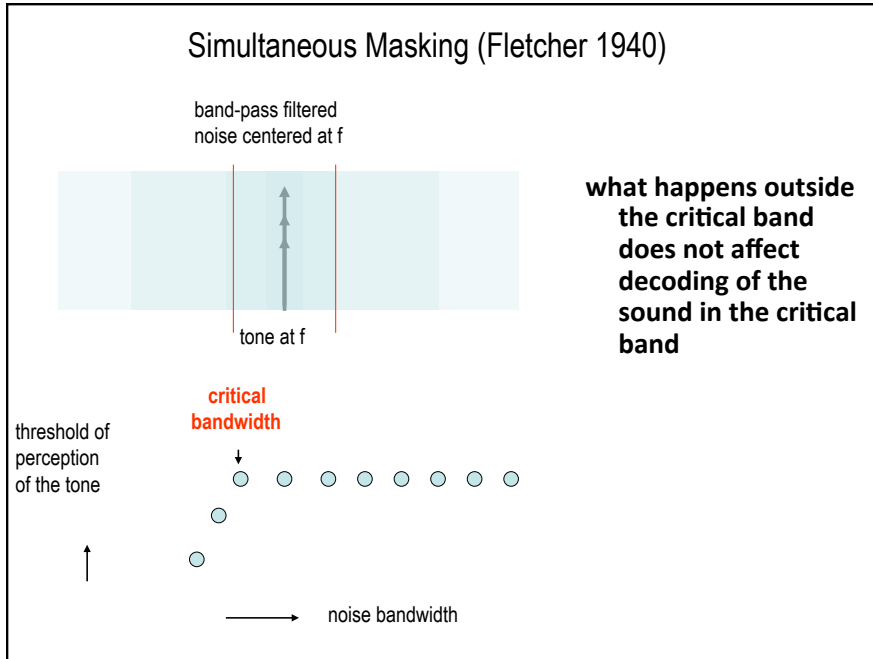 Simultaneous Masking (Fletcher 1940)
band-pass filtered
noise centered at f
what happens outside
the critical band
does not affect
decoding of the
sound in the critical
band
tone at f
critical
bandwidth
threshold of
perception
of the tone
noise bandwidth